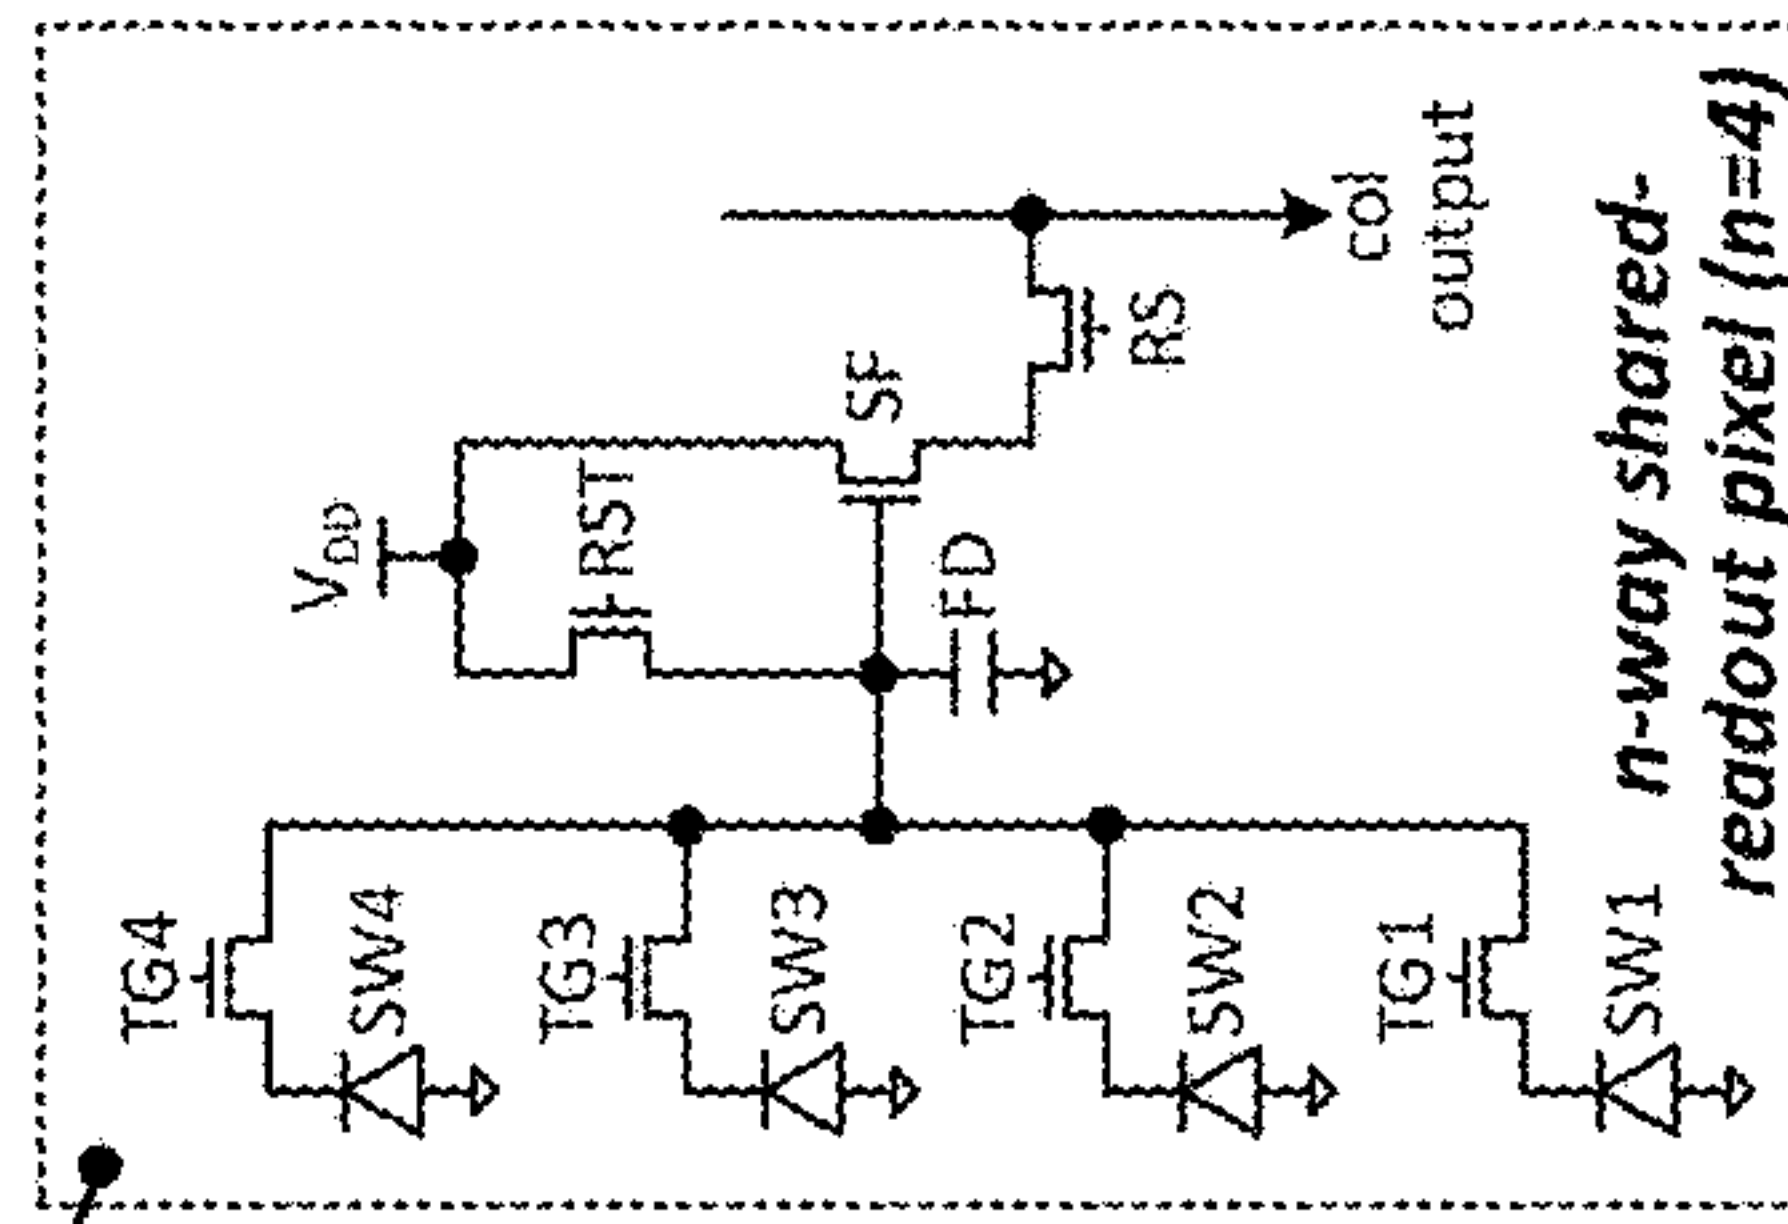 TG4
SW4
TG3
SW3
TG2
SW2
TG1
SW1
VDD
RST
FD
SF
RS
col
output
n-way shared-
readout pixel (n=4)